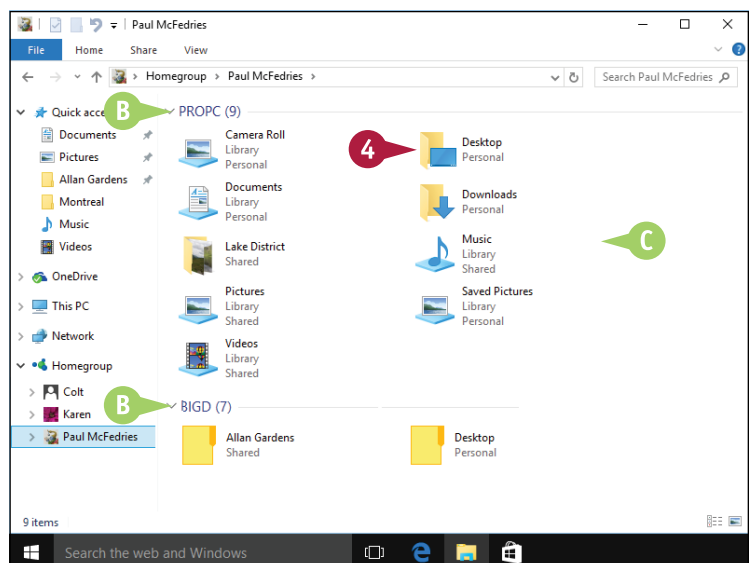 Paul McFedries
File Home Share View
Homegroup > Paul McFedries >
Search Paul McFedries
Quick acce
B
PROPC (9)
Documents
Pictures
Allan Gardens
Montreal
Music
Videos
OneDrive
This PC
Network
Homegroup
Colt
Karen
Paul McFedries
Camera Roll
Library
Personal
4
Desktop
Personal
Documents
Library
Personal
Downloads
Personal
Lake District
Shared
Music
Library
Shared
C
Pictures
Library
Shared
Saved Pictures
Library
Personal
Videos
Library
Shared
B
BIGD (7)
Allan Gardens
Shared
Desktop
Personal
9 items
Search the web and Windows